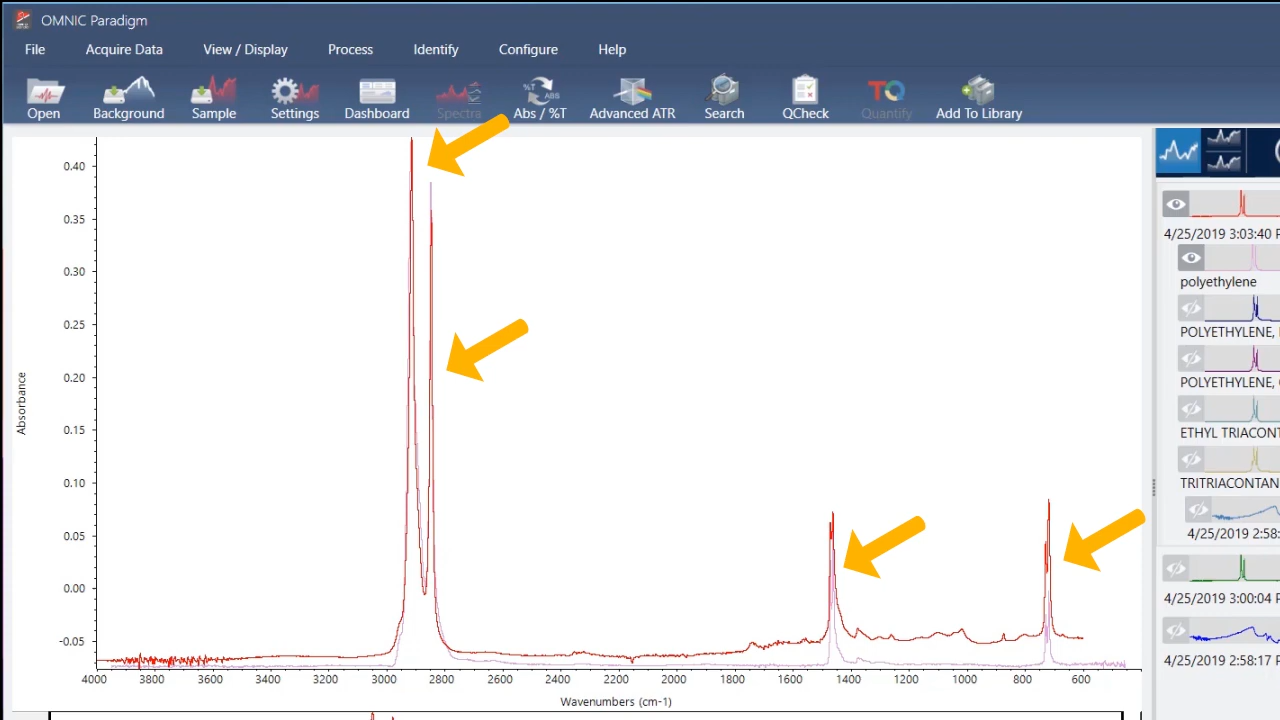 OMNIC Paradigm
File Acquire Data View / Display Process Identify Configure Help
Open Background Sample Settings Dashboard Spectra Abs / %T Advanced ATR Search QCheck Quantify Add To Library
%T ABS
TQ
0.40
0.35
0.30
0.25
0.20
0.15
0.10
0.05
0.00
-0.05
Absorbance
4000 3800 3600 3400 3200 3000 2800 2600 2400 2200 2000 1800 1600 1400 1200 1000 800 600
Wavenumbers (cm-1)
4/25/2019 3:03:40 P
polyethylene
POLYETHYLENE,
POLYETHYLENE,
ETHYL TRIACONT
TRITRIACONTAN
4/25/2019 2:58:
4/25/2019 3:00:04 P
4/25/2019 2:58:17 P